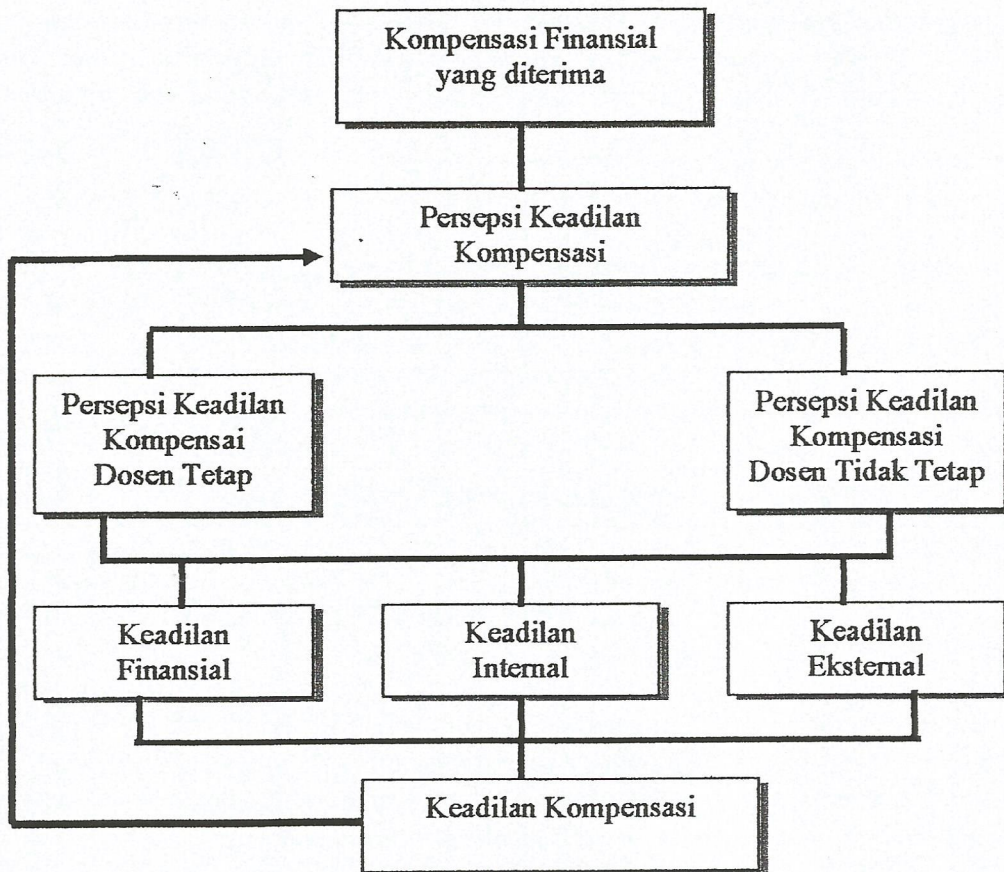 Kompensasi Finansial
yang diterima
Persepsi Keadilan
Kompensasi
Persepsi Keadilan
Kompensai
Dosen Tetap
Persepsi Keadilan
Kompensasi
Dosen Tidak Tetap
Keadilan
Finansial
Keadilan
Internal
Keadilan
Eksternal
Keadilan Kompensasi